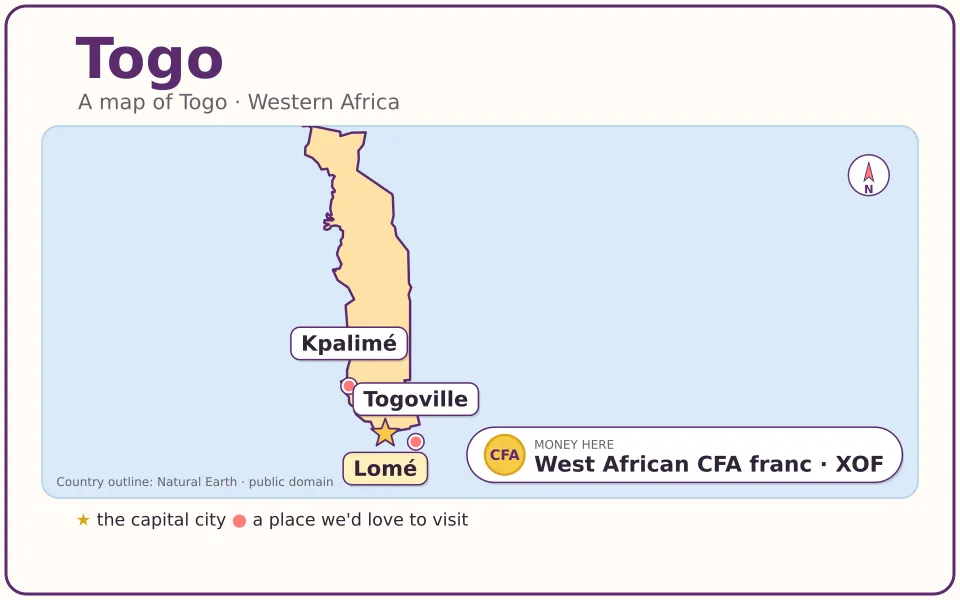 Togo
A map of Togo · Western Africa
N
Kpalimé
Togoville
Lomé
CFA
MONEY HERE
West African CFA franc · XOF
Country outline: Natural Earth · public domain
★ the capital city ● a place we'd love to visit